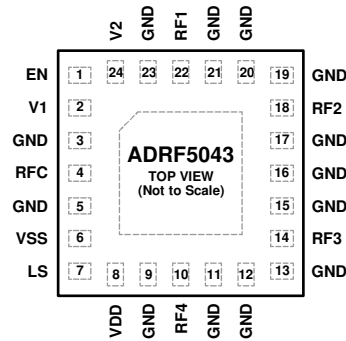 V2 GND RF1 GND GND
24 23 22 21 20
EN 1 19 GND
V1 2 18 RF2
GND 3 17 GND
RFC 4 16 GND
GND 5 15 GND
VSS 6 14 RF3
LS 7 13 GND
ADRF5043
TOP VIEW
(Not to Scale)
8 9 10 11 12
VDD GND RF4 GND GND